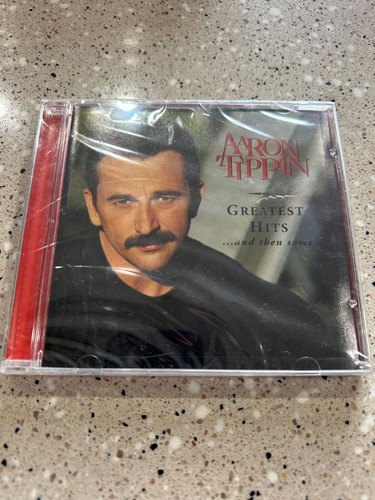 AARON
TIPPIN
GREATEST
HITS
...and then some